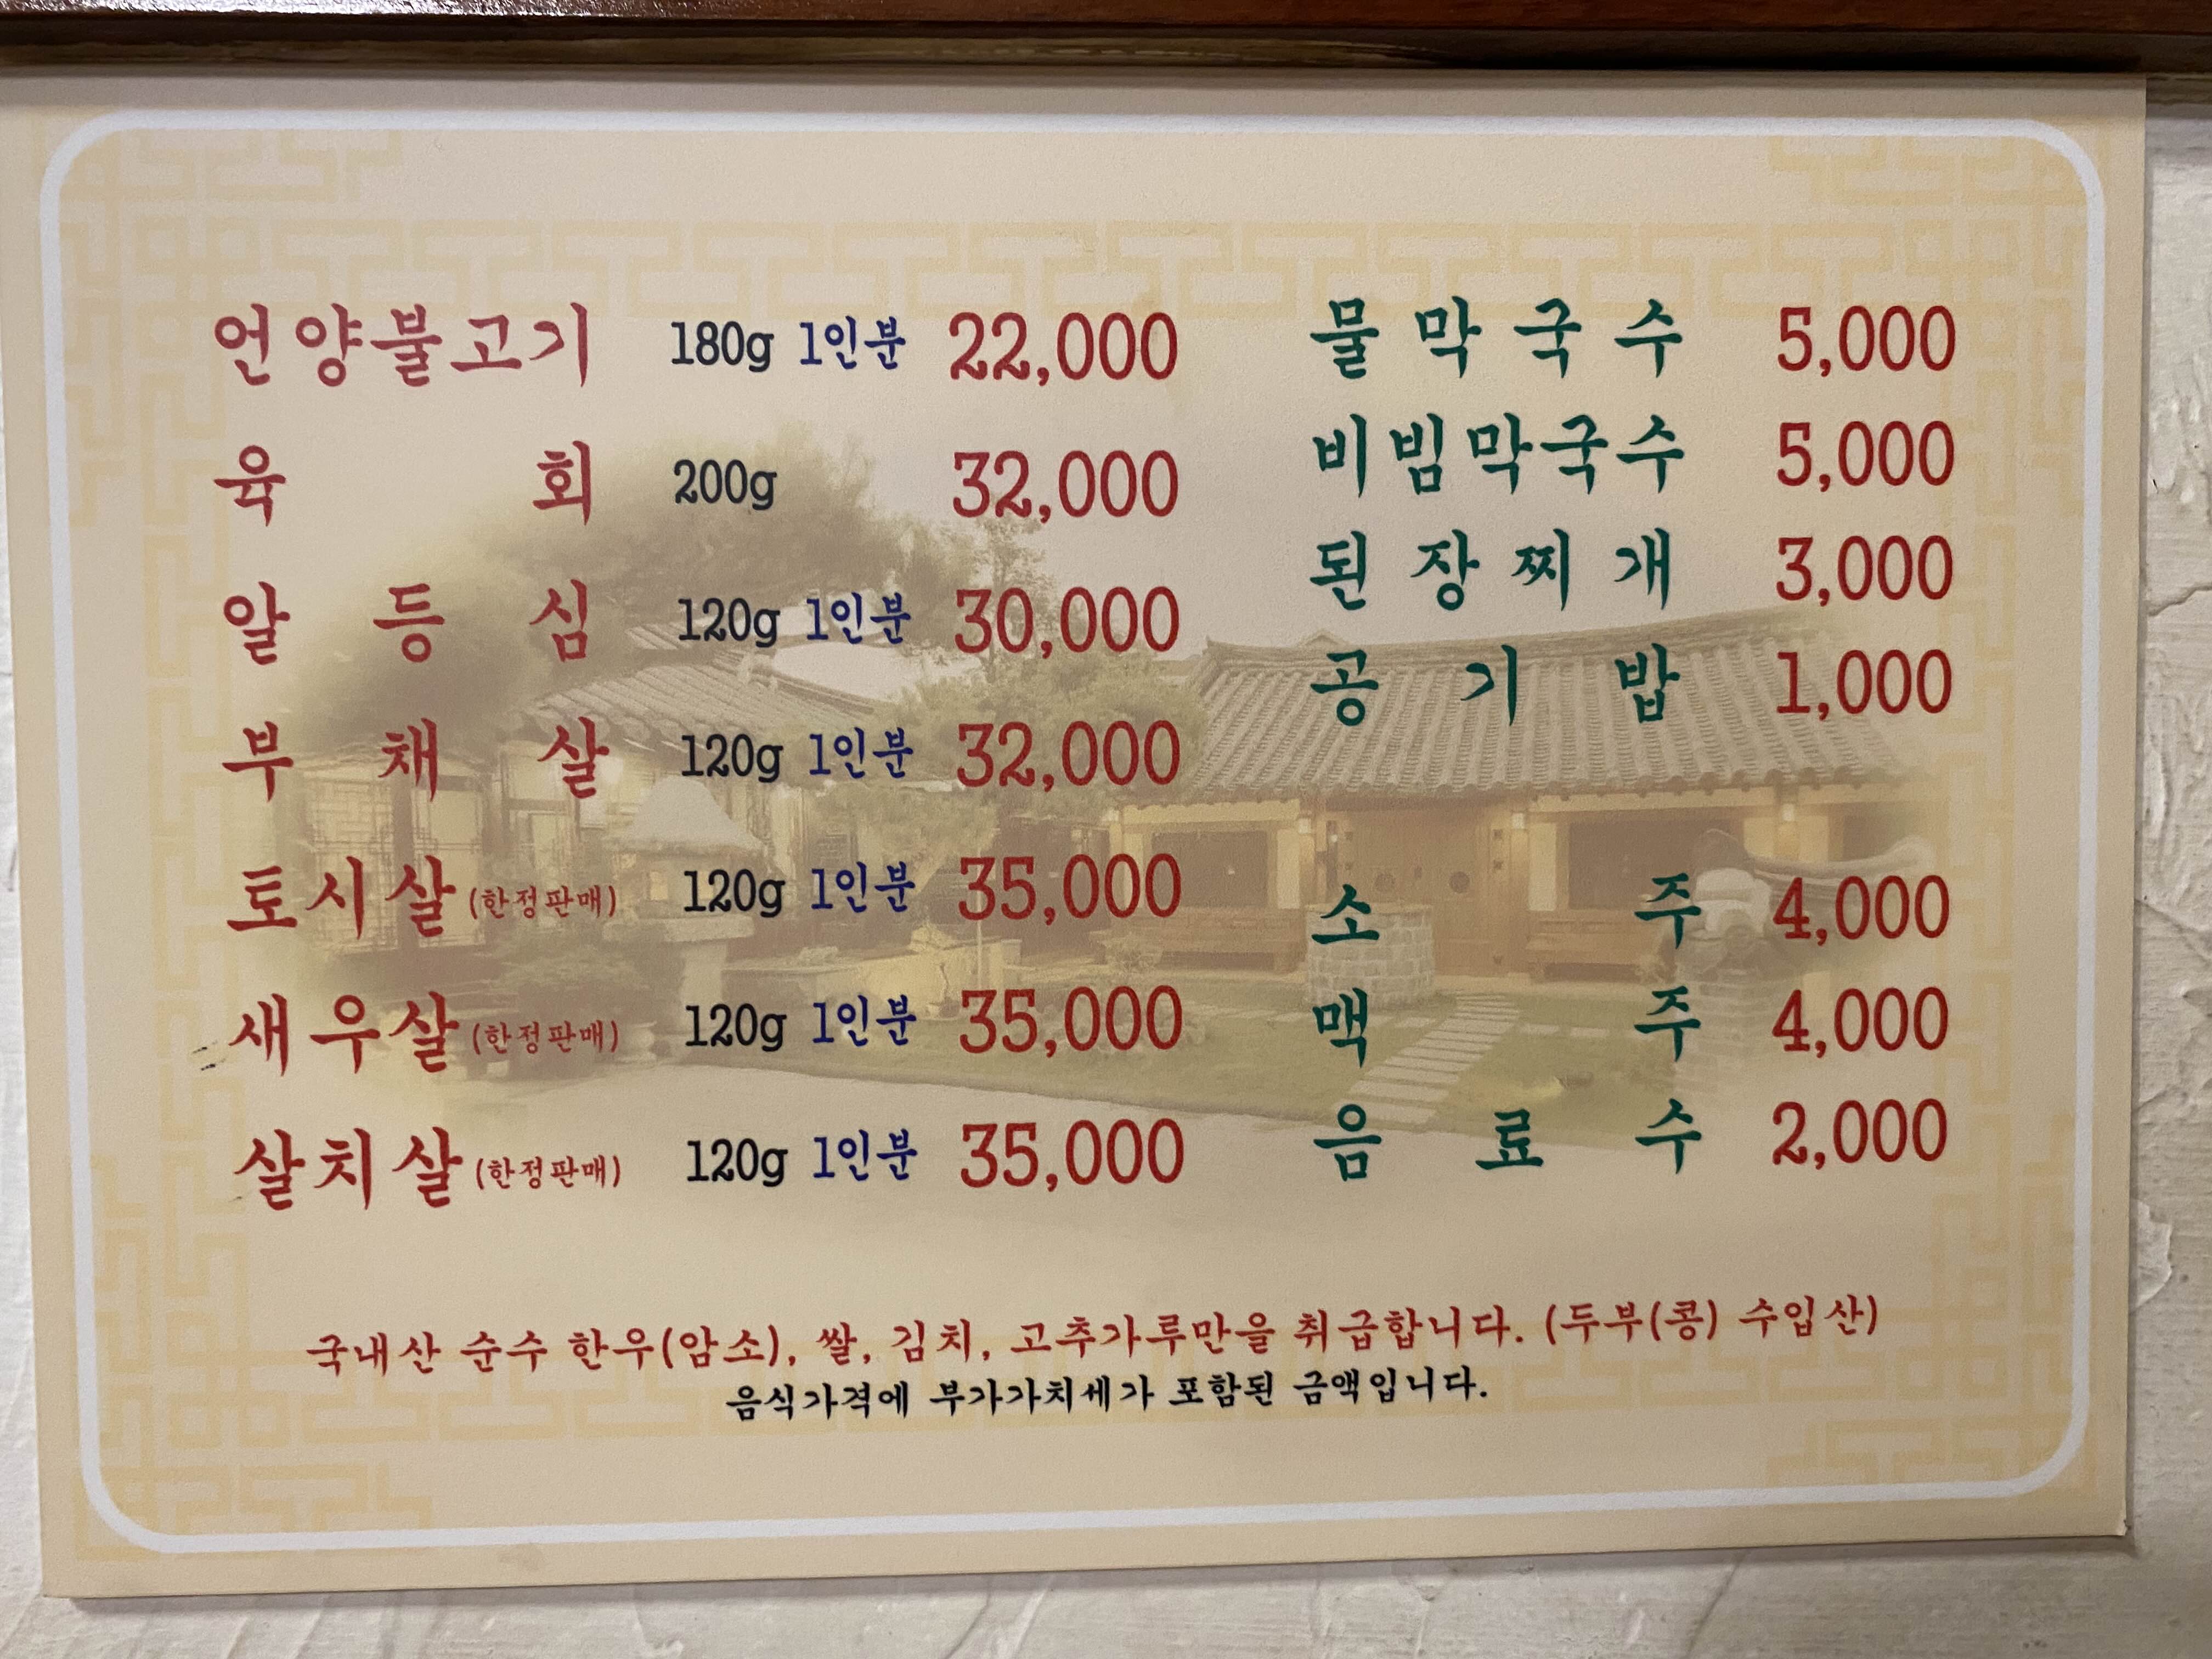 언양불고기 180g 1인분 22,000
육회 200g 32,000
알등심 120g 1인분 30,000
부채살 120g 1인분 32,000
토시살 (한정판매) 120g 1인분 35,000
새우살 (한정판매) 120g 1인분 35,000
살치살 (한정판매) 120g 1인분 35,000
물막국수 5,000
비빔막국수 5,000
된장찌개 3,000
공기밥 1,000
소주 4,000
맥주 4,000
음료수 2,000
국내산 순수 한우(암소), 쌀, 김치, 고추가루만을 취급합니다. (두부(콩) 수입산)
음식가격에 부가가치세가 포함된 금액입니다.